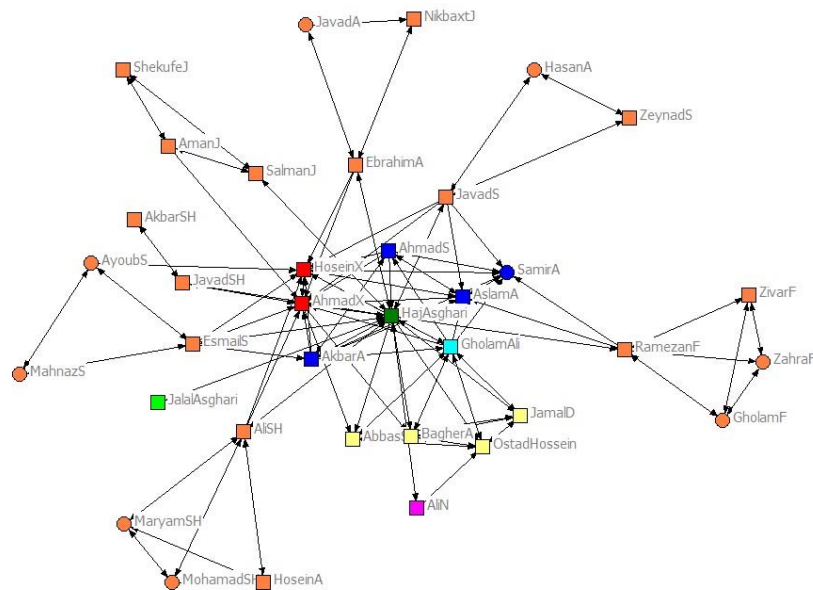 JavadA
NikbaxtJ
ShekufeJ
HasanA
ZeynadS
AmanJ
SalmanJ
EbrahimA
JavadS
AkbarSH
AyoubS
HoseinX
AhmadS
SamirA
JavadSH
AhmadX
AslamA
HajAsghari
ZivarF
EsmailS
AkbarA
GholamAli
RamezanF
ZahraF
MahnazS
JalalAsghari
GholamF
AliSH
AbbasS
BagherA
JamalD
OstadHossein
AliN
MaryamSH
MohamadSH
HoseinA